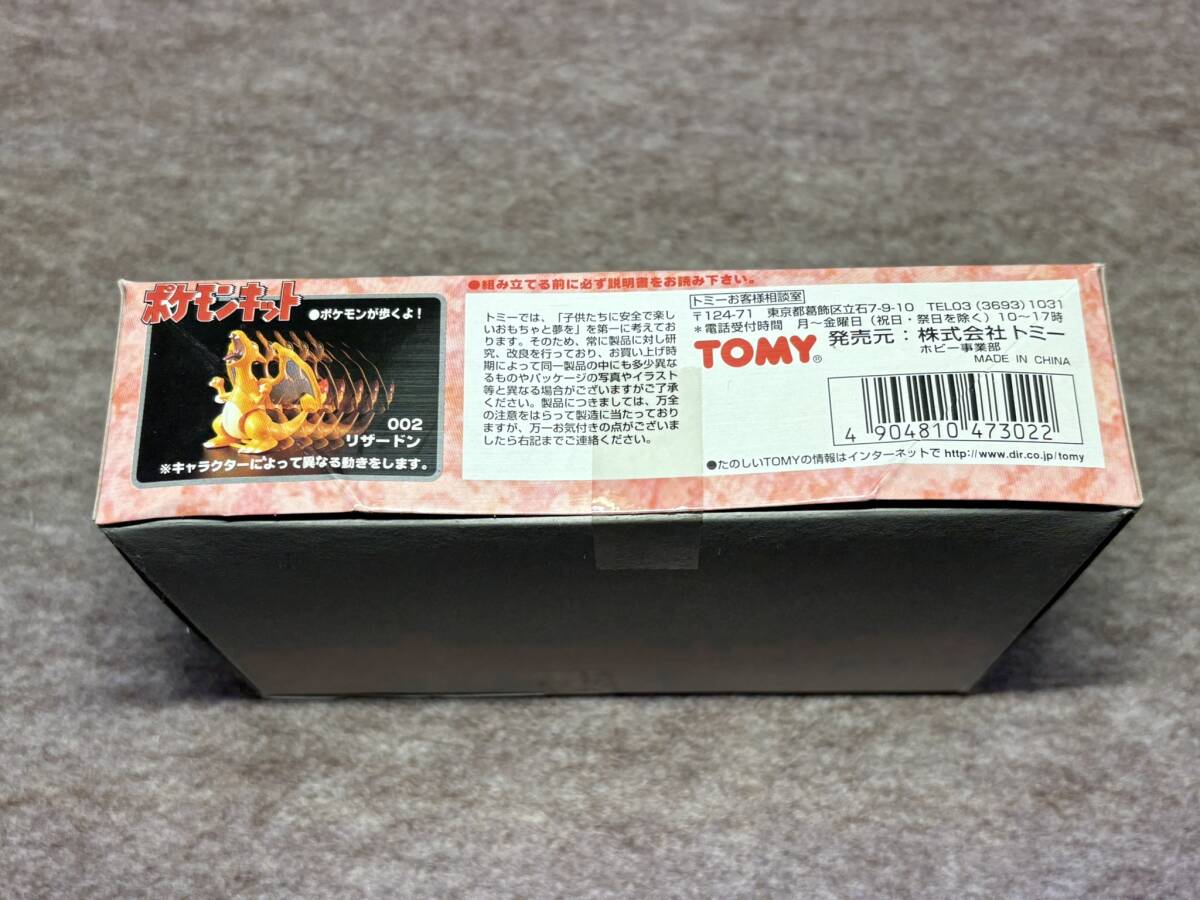 ポケモンキット
●ポケモンが歩くよ!
002
リザードン
※キャラクターによって異なる動きをします。
●組み立てる前に必ず説明書をお読み下さい。
トミーでは、「子供たちに安全で楽し
いおもちゃと夢を」を第一に考えてお
ります。そのため、常に製品に対し研
究、改良を行っており、お買い上げ時
期によって同一製品の中にも多少異な
るものやパッケージの写真やイラスト
等と異なる場合がございますがご了承
ください。製品につきましては、万全
の注意をはらって製造に当たっており
ますが、万一お気付きの点がございま
したら右記までご連絡ください。
トミーお客様相談室
〒124-71 東京都葛飾区立石7-9-10 TEL03(3693)1031
*電話受付時間 月〜金曜日(祝日・祭日を除く)10〜17時
TOMY® 発売元:株式会社トミー
ホビー事業部
MADE IN CHINA
4 904810 473022
●たのしいTOMYの情報はインターネットで http://www.dir.co.jp/tomy